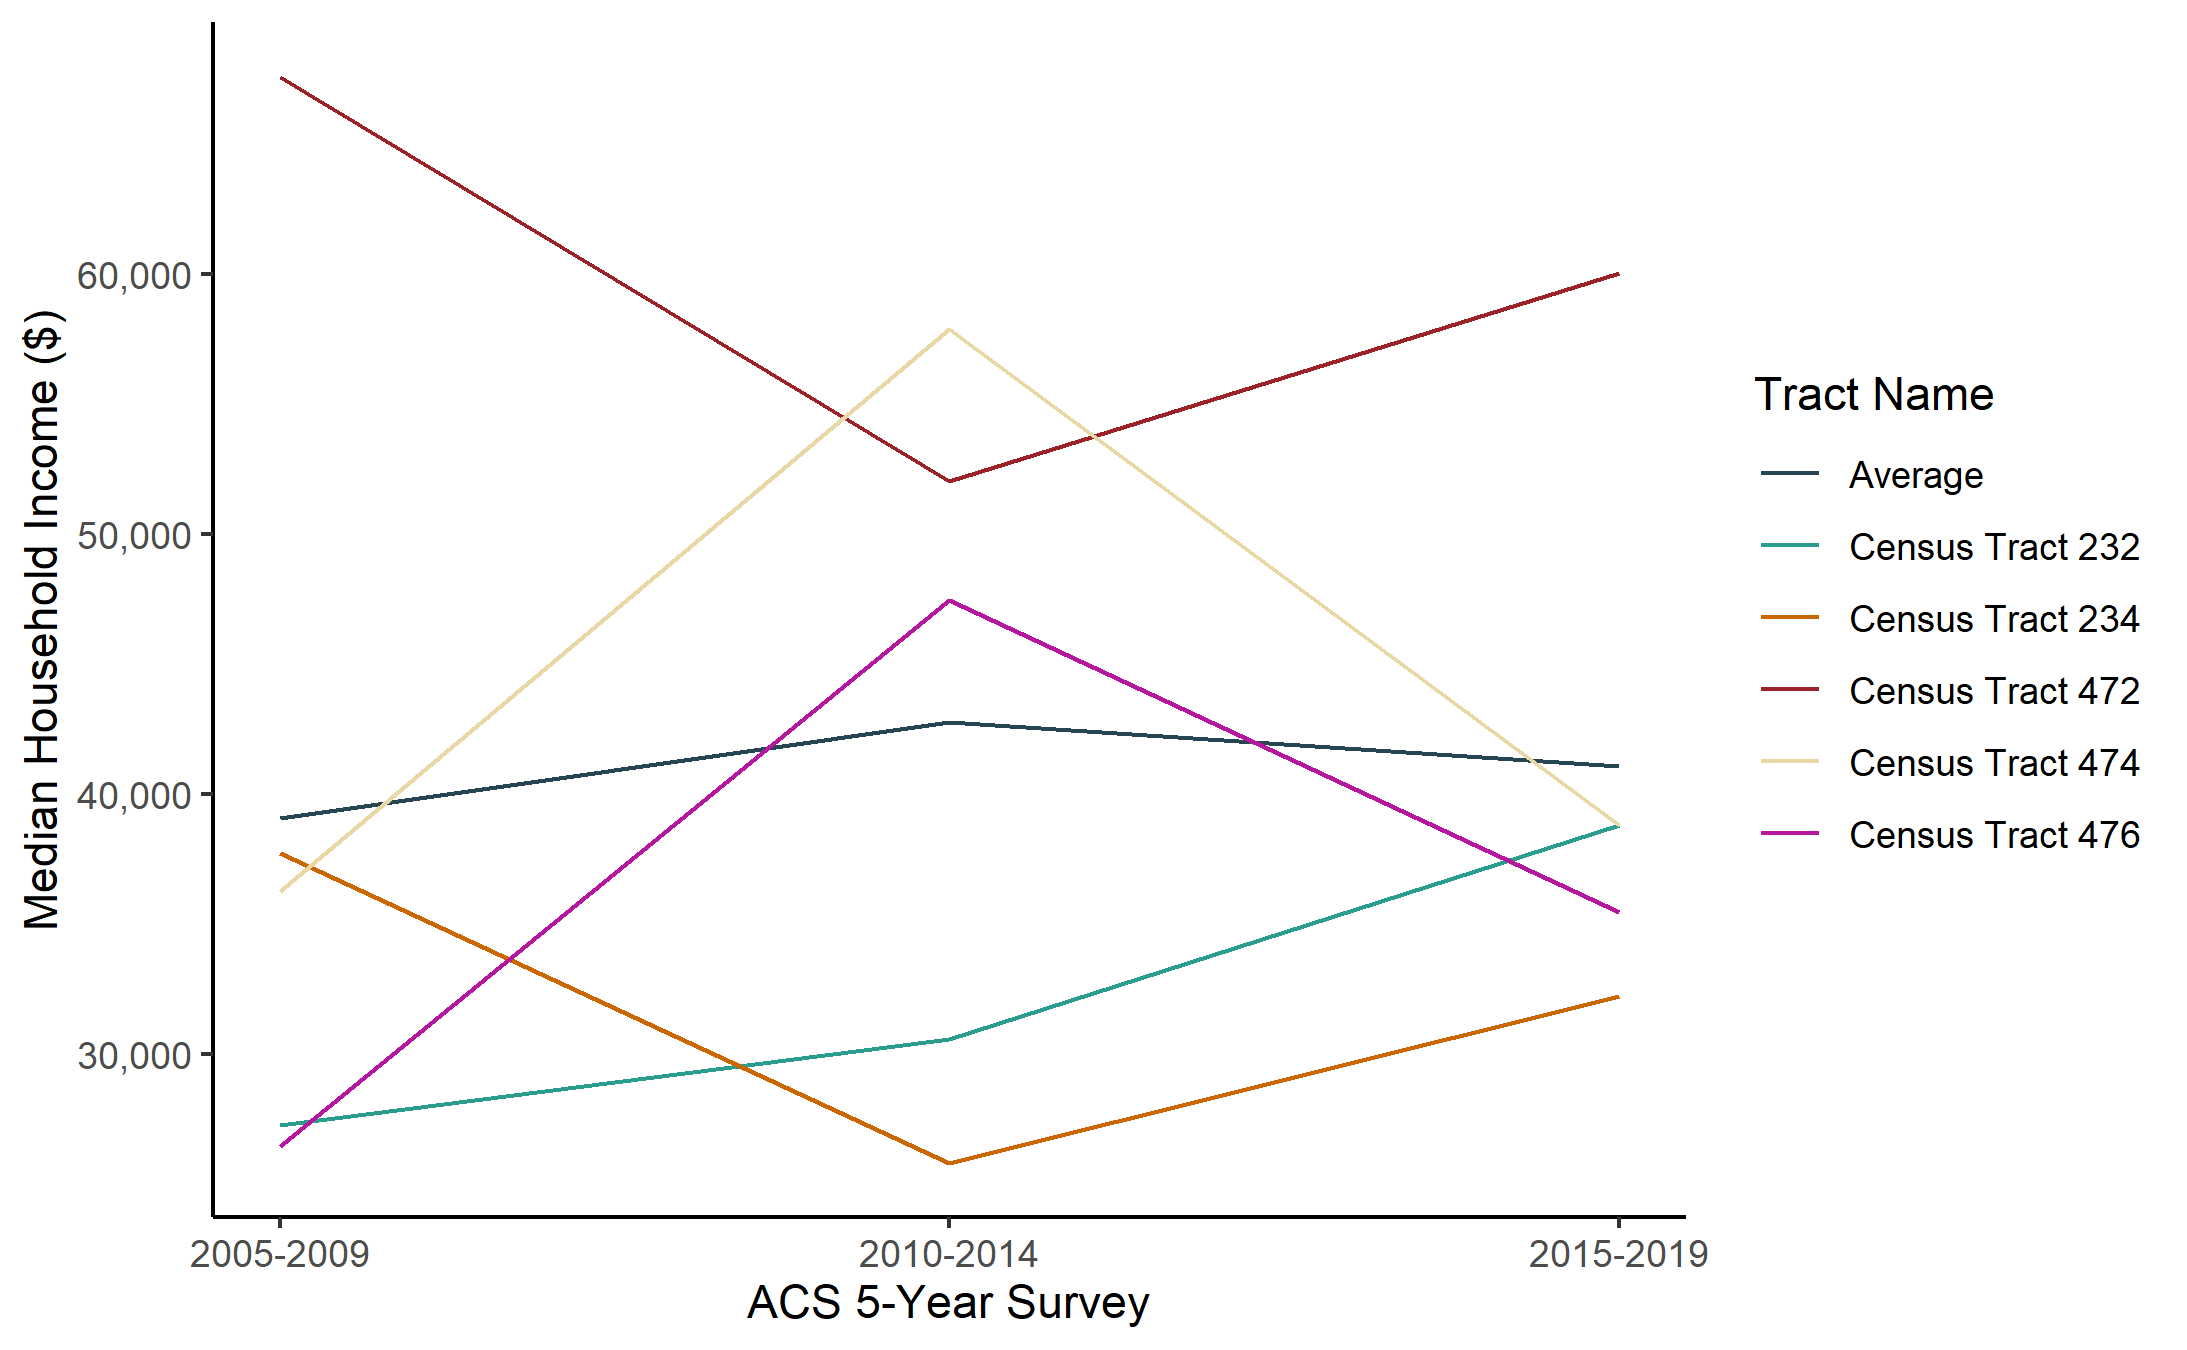 Median Household Income ($)
60,000
50,000
40,000
30,000
2005-2009
2010-2014
2015-2019
ACS 5-Year Survey
Tract Name
Average
Census Tract 232
Census Tract 234
Census Tract 472
Census Tract 474
Census Tract 476